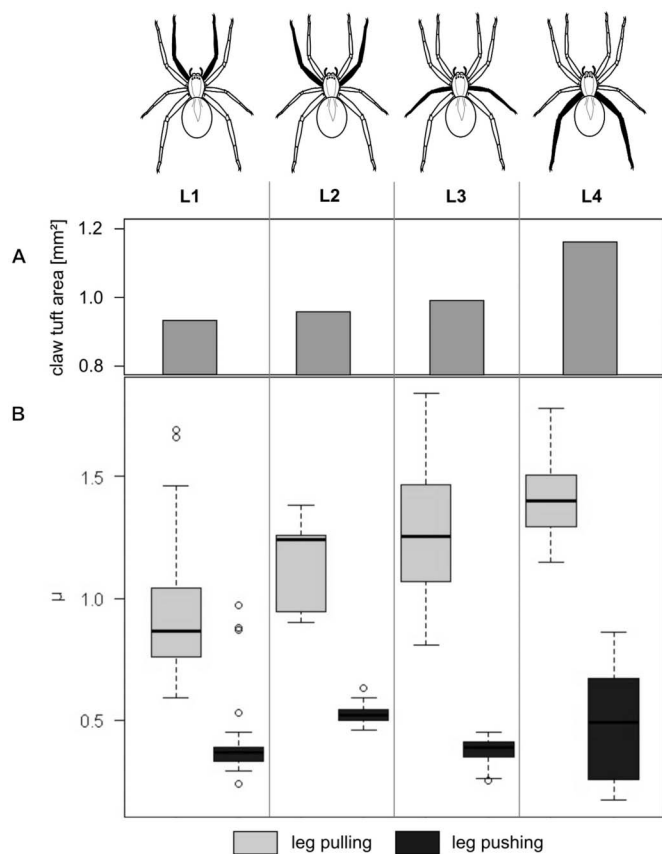 L1 L2 L3 L4
A
claw tuft area [mm²]
1.2
1.0
0.8
B
μ
1.5
1.0
0.5
leg pulling leg pushing